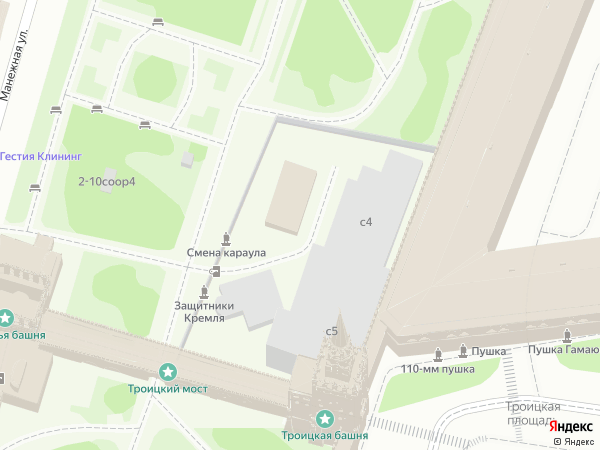 Манежная ул.
Гестия Клининг
2-10соор4
с4
Смена караула
Защитники
Кремля
с5
ья башня
Троицкий мост
Пушка
Пушка Гамаю
110-мм пушка
Троицкая
площадь
Троицкая башня
Яндекс
© Яндекс